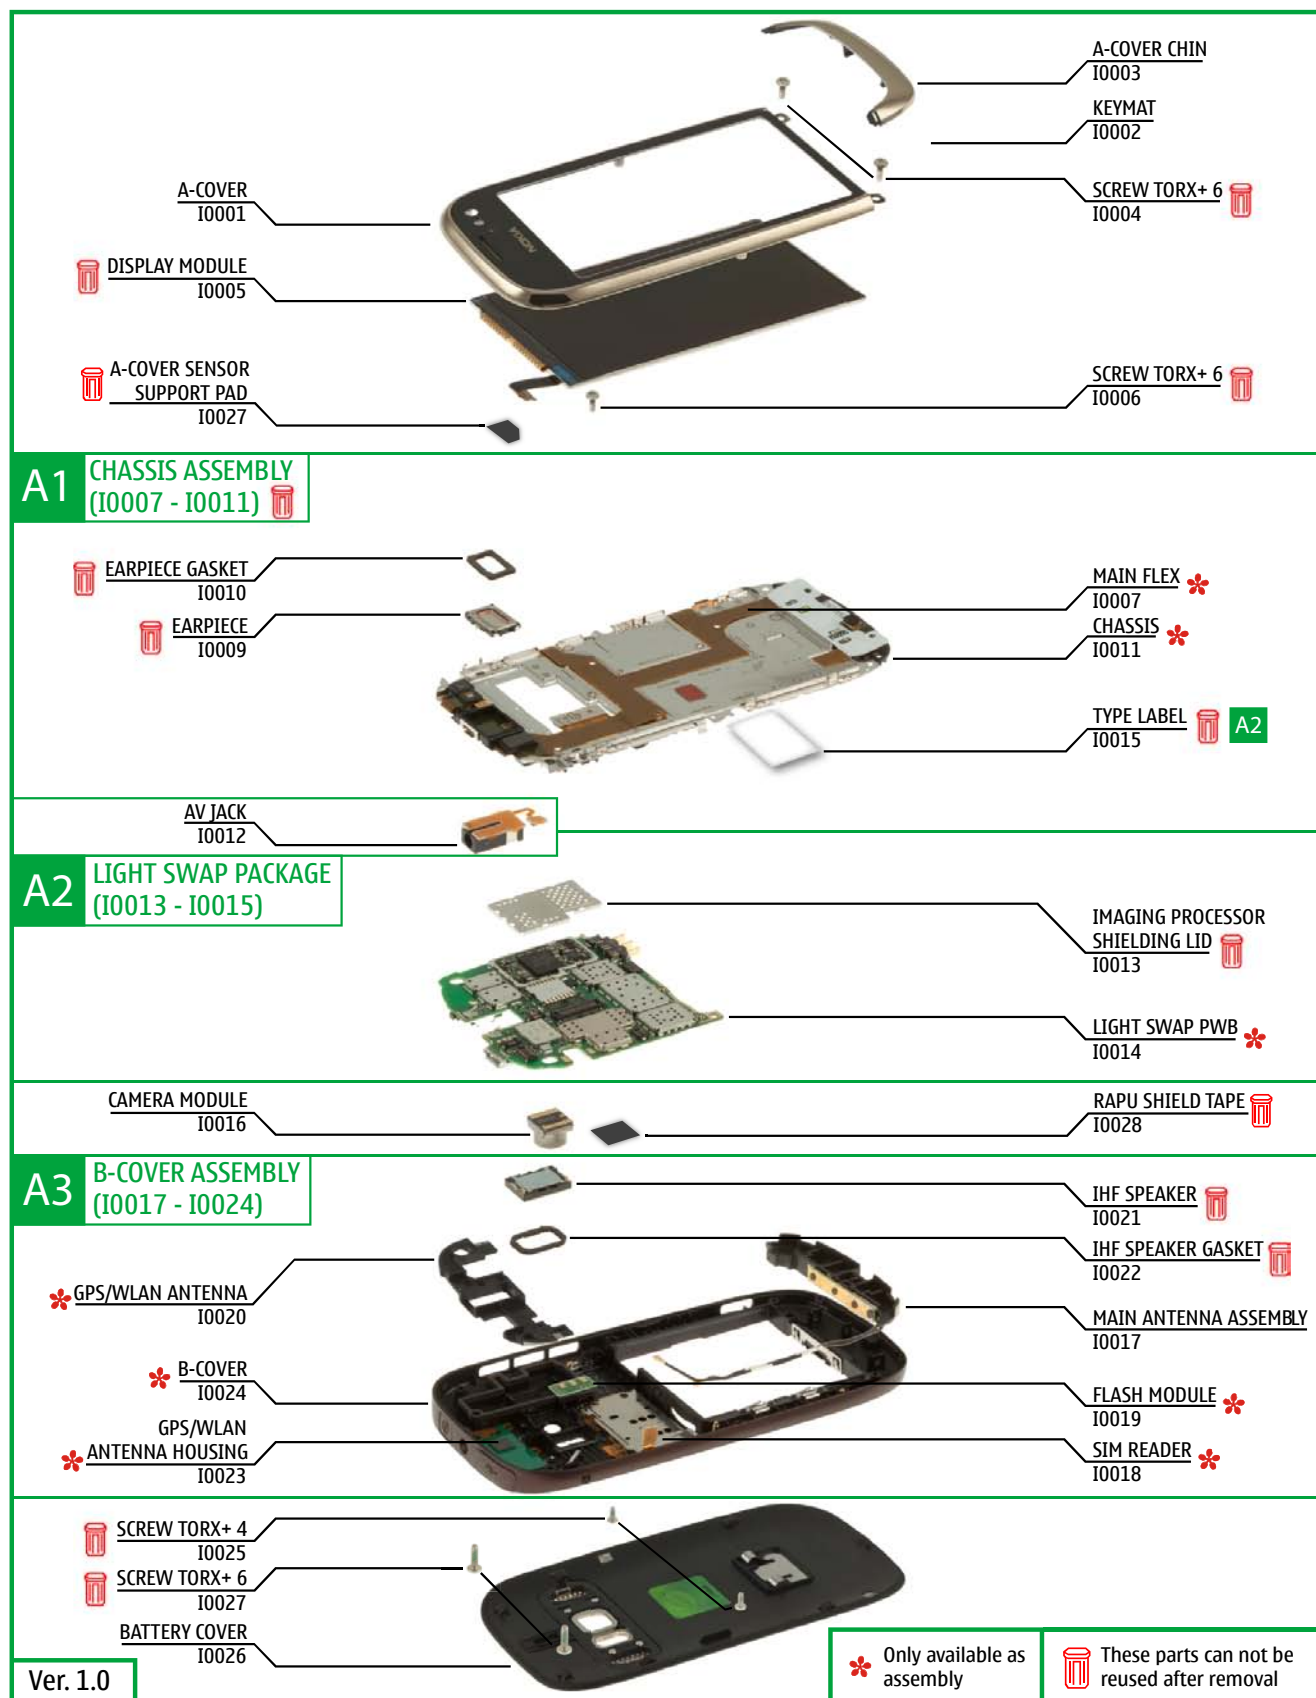 A-COVER CHIN
I0003
KEYMAT
I0002
A-COVER
I0001
SCREW TORX+ 6
I0004
NOKIA
DISPLAY MODULE
I0005
A-COVER SENSOR
SUPPORT PAD
I0027
SCREW TORX+ 6
I0006
A1
CHASSIS ASSEMBLY
(I0007 - I0011)
EARPIECE GASKET
I0010
EARPIECE
I0009
MAIN FLEX
I0007
CHASSIS
I0011
TYPE LABEL
I0015
A2
AV JACK
I0012
A2
LIGHT SWAP PACKAGE
(I0013 - I0015)
IMAGING PROCESSOR
SHIELDING LID
I0013
LIGHT SWAP PWB
I0014
CAMERA MODULE
I0016
RAPU SHIELD TAPE
I0028
A3
B-COVER ASSEMBLY
(I0017 - I0024)
IHF SPEAKER
I0021
IHF SPEAKER GASKET
I0022
GPS/WLAN ANTENNA
I0020
MAIN ANTENNA ASSEMBLY
I0017
B-COVER
I0024
FLASH MODULE
I0019
GPS/WLAN
ANTENNA HOUSING
I0023
SIM READER
I0018
SCREW TORX+ 4
I0025
SCREW TORX+ 6
I0027
BATTERY COVER
I0026
Ver. 1.0
Only available as
assembly
These parts can not be
reused after removal